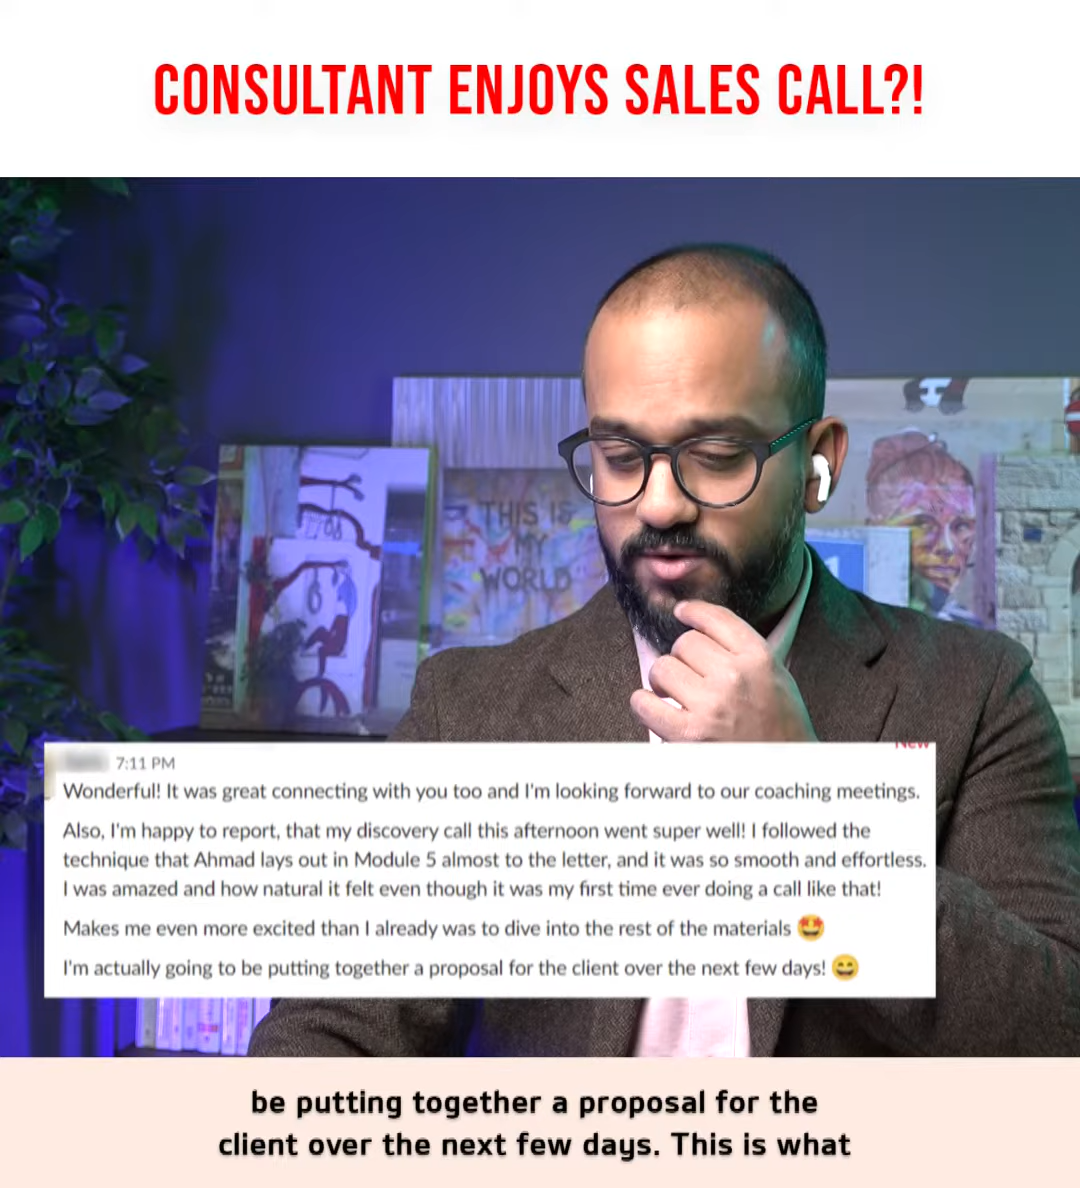 CONSULTANT ENJOYS SALES CALL?!
THIS IS
MY
WORLD
New
7:11 PM
Wonderful! It was great connecting with you too and I'm looking forward to our coaching meetings.
Also, I'm happy to report, that my discovery call this afternoon went super well! I followed the
technique that Ahmad lays out in Module 5 almost to the letter, and it was so smooth and effortless.
I was amazed and how natural it felt even though it was my first time ever doing a call like that!
Makes me even more excited than I already was to dive into the rest of the materials 🤩
I'm actually going to be putting together a proposal for the client over the next few days! 😄
be putting together a proposal for the
client over the next few days. This is what